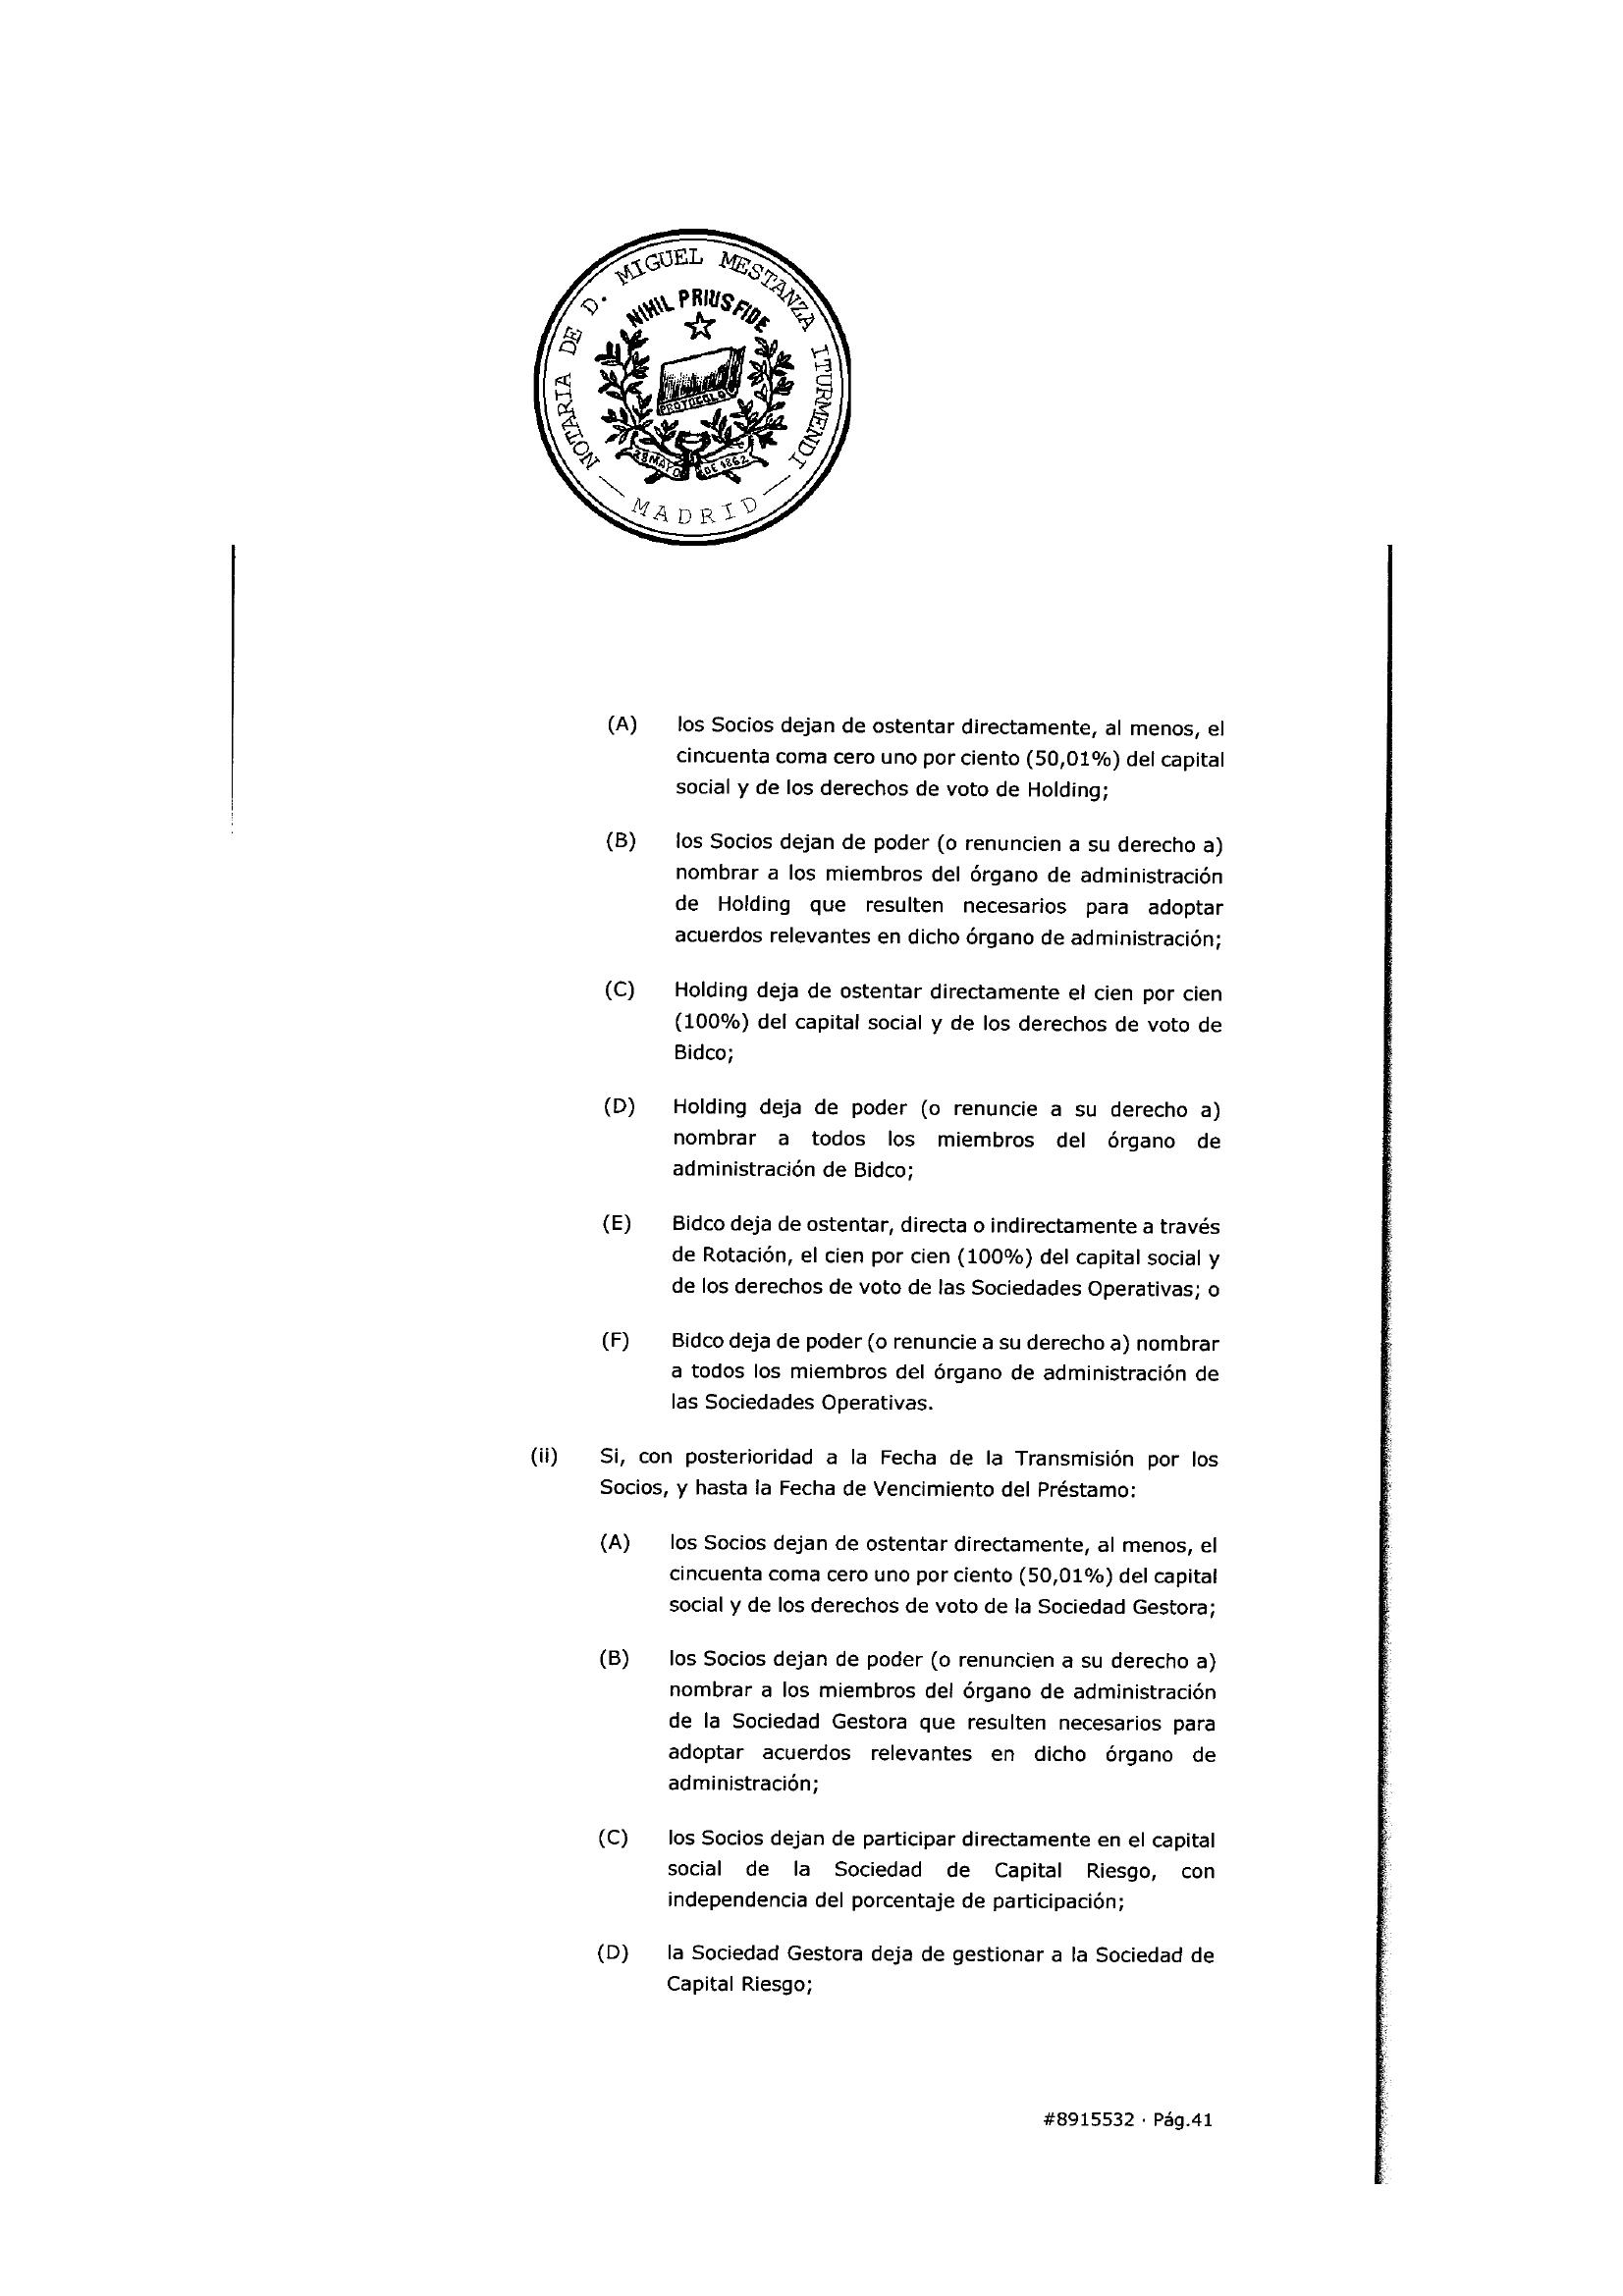 NOTARIA DE D. MIGUEL MESTANZA ITURMENDI
NIHIL PRIUS FIDE
PROTOCOLO
28 MAYO DE 1862
— MADRID —
(A) los Socios dejan de ostentar directamente, al menos, el
cincuenta coma cero uno por ciento (50,01%) del capital
social y de los derechos de voto de Holding;
(B) los Socios dejan de poder (o renuncien a su derecho a)
nombrar a los miembros del órgano de administración
de Holding que resulten necesarios para adoptar
acuerdos relevantes en dicho órgano de administración;
(C) Holding deja de ostentar directamente el cien por cien
(100%) del capital social y de los derechos de voto de
Bidco;
(D) Holding deja de poder (o renuncie a su derecho a)
nombrar a todos los miembros del órgano de
administración de Bidco;
(E) Bidco deja de ostentar, directa o indirectamente a través
de Rotación, el cien por cien (100%) del capital social y
de los derechos de voto de las Sociedades Operativas; o
(F) Bidco deja de poder (o renuncie a su derecho a) nombrar
a todos los miembros del órgano de administración de
las Sociedades Operativas.
(ii) Si, con posterioridad a la Fecha de la Transmisión por los
Socios, y hasta la Fecha de Vencimiento del Préstamo:
(A) los Socios dejan de ostentar directamente, al menos, el
cincuenta coma cero uno por ciento (50,01%) del capital
social y de los derechos de voto de la Sociedad Gestora;
(B) los Socios dejan de poder (o renuncien a su derecho a)
nombrar a los miembros del órgano de administración
de la Sociedad Gestora que resulten necesarios para
adoptar acuerdos relevantes en dicho órgano de
administración;
(C) los Socios dejan de participar directamente en el capital
social de la Sociedad de Capital Riesgo, con
independencia del porcentaje de participación;
(D) la Sociedad Gestora deja de gestionar a la Sociedad de
Capital Riesgo;
#8915532 · Pág.41